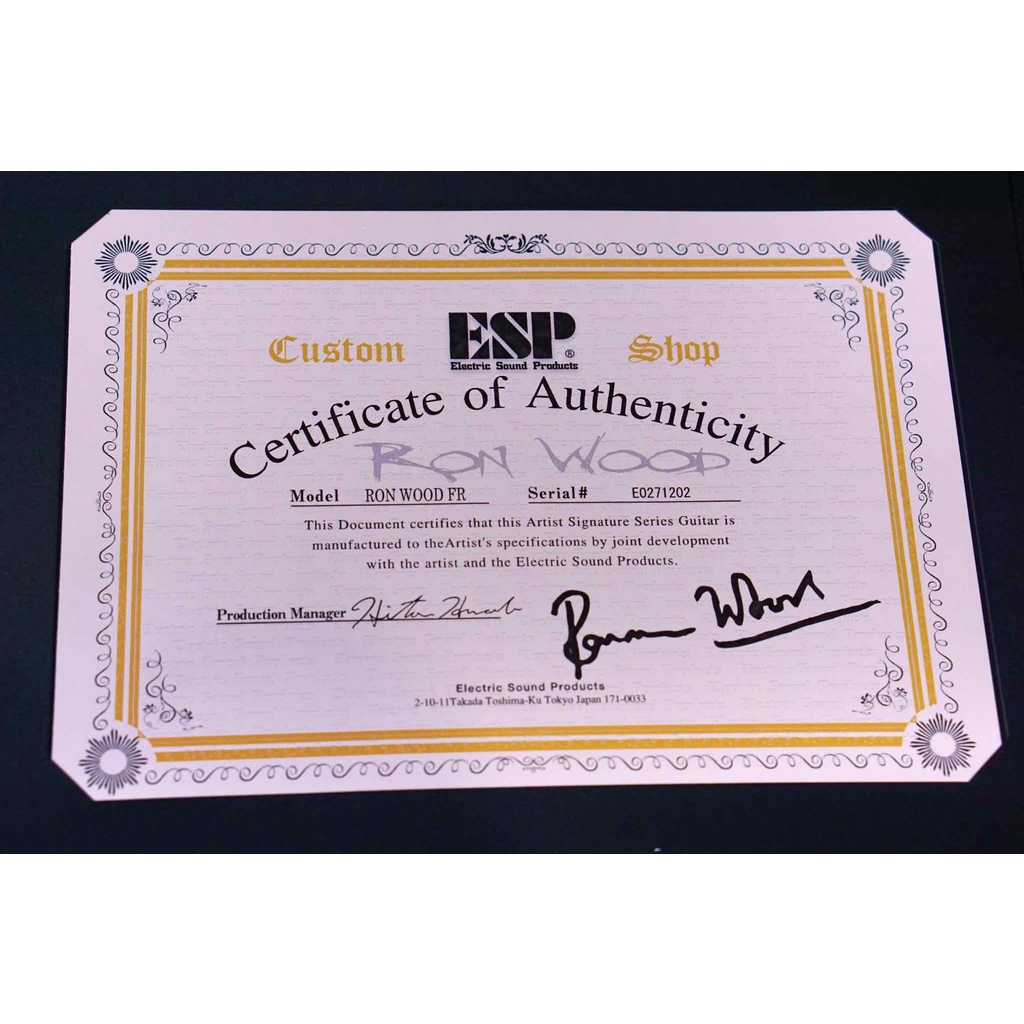 Custom ESP® Shop
Electric Sound Products
Certificate of Authenticity
RON WOOD
Model RON WOOD FR Serial# E0271202
This Document certifies that this Artist Signature Series Guitar is
manufactured to theArtist's specifications by joint development
with the artist and the Electric Sound Products.
Production Manager
Electric Sound Products
2-10-11Takada Toshima-Ku Tokyo Japan 171-0033